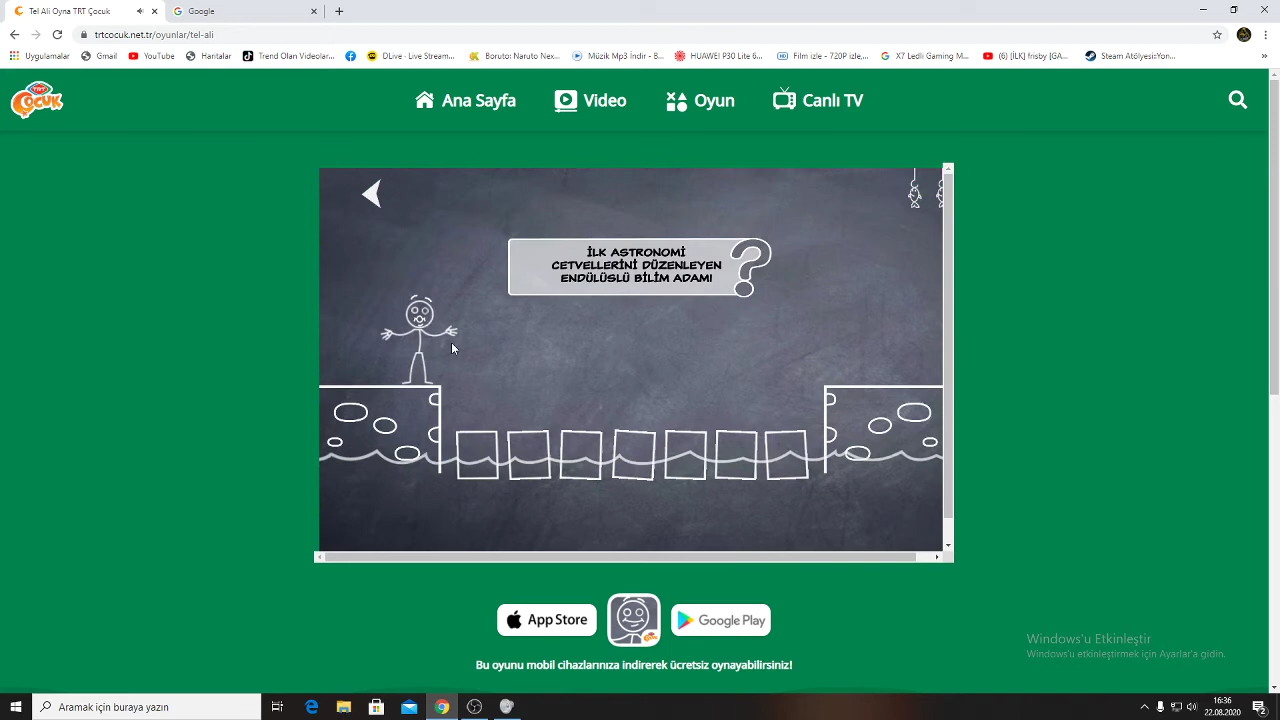 Tel Ali Oyna
Google
trtcocuk.net.tr/oyunlar/tel-ali
Uygulamalar
Gmail
YouTube
Haritalar
Trend Olan Videolar...
DLive - Live Stream...
Boruto: Naruto Nex...
Müzik Mp3 İndir - B...
HUAWEI P30 Lite 6...
Film izle - 720P izle,...
X7 Ledli Gaming M...
(6) [İLK] frisby [GA...
Steam Atölyesi:Yön...
TRT
Çocuk
Ana Sayfa
Video
Oyun
Canlı TV
İLK ASTRONOMİ
CETVELLERİNİ DÜZENLEYEN
ENDÜLÜSLÜ BİLİM ADAMI
?
App Store
Google Play
Bu oyunu mobil cihazlarınıza indirerek ücretsiz oynayabilirsiniz!
Windows'u Etkinleştir
Windows'u etkinleştirmek için Ayarlar'a gidin.
Aramak için buraya yazın
16:36
22.08.2020